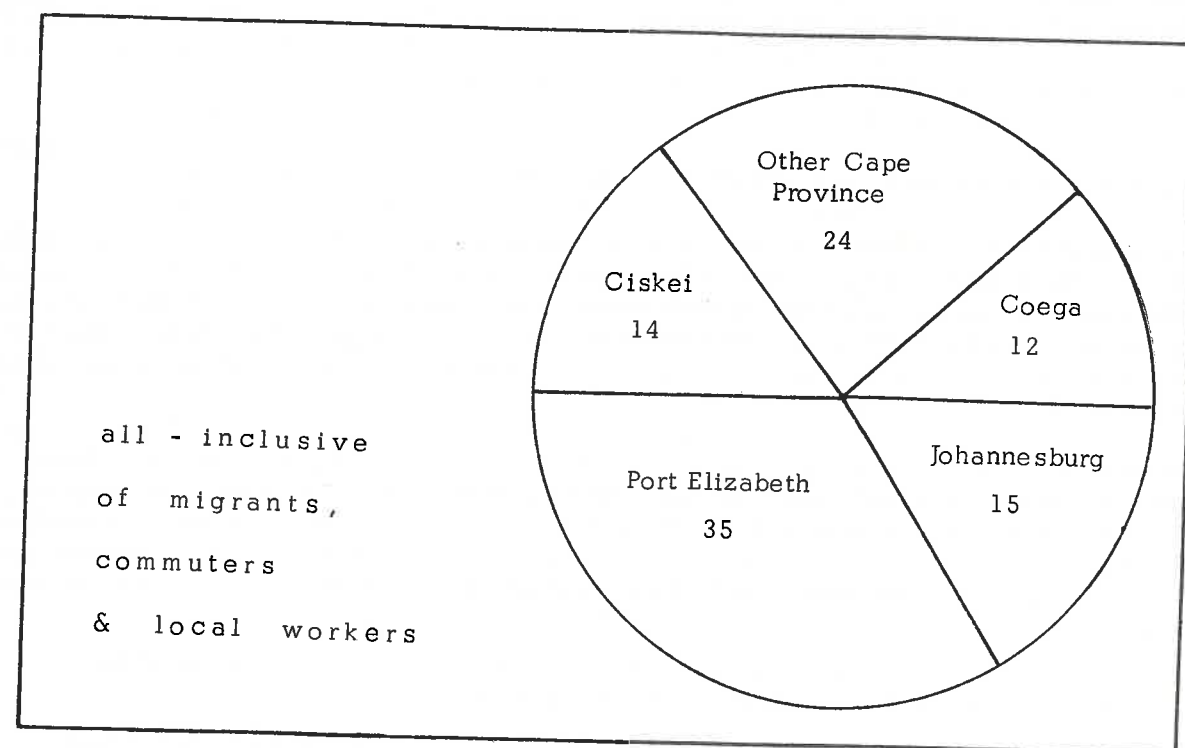 Other Cape
Province
24
Ciskei
14
Coega
12
Johannesburg
15
Port Elizabeth
35
all - inclusive
of migrants,
commuters
& local workers